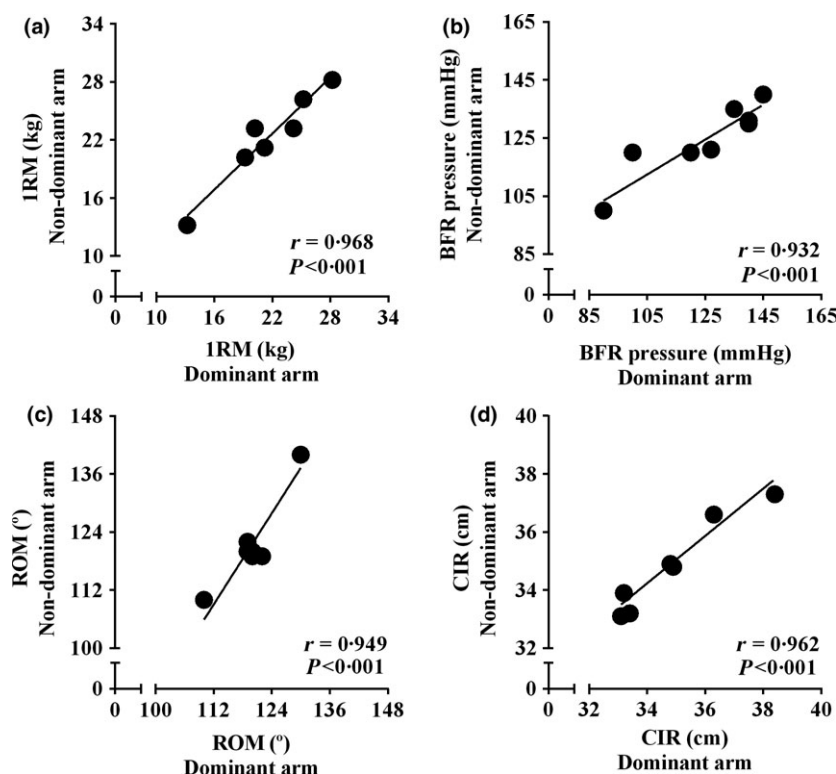 (a)
1RM (kg)
Non-dominant arm
34
28
22
16
10
0
r = 0·968
P<0·001
0 10 16 22 28 34
1RM (kg)
Dominant arm
(b)
BFR pressure (mmHg)
Non-dominant arm
165
145
125
105
85
0
r = 0·932
P<0·001
0 85 105 125 145 165
BFR pressure (mmHg)
Dominant arm
(c)
ROM (º)
Non-dominant arm
148
136
124
112
100
0
r = 0·949
P<0·001
0 100 112 124 136 148
ROM (º)
Dominant arm
(d)
CIR (cm)
Non-dominant arm
40
38
36
34
32
0
r = 0·962
P<0·001
0 32 34 36 38 40
CIR (cm)
Dominant arm